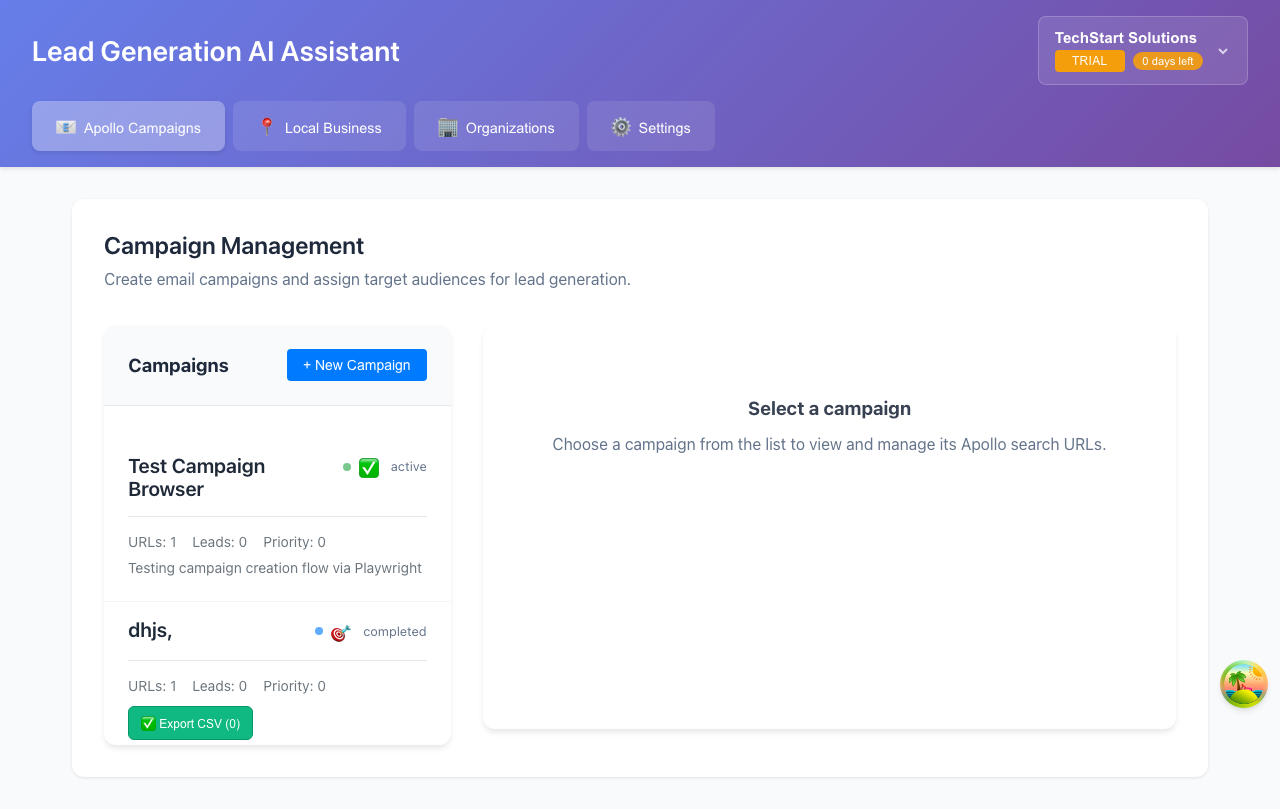 Lead Generation AI Assistant
TechStart Solutions
TRIAL
0 days left
Apollo Campaigns
Local Business
Organizations
Settings
Campaign Management
Create email campaigns and assign target audiences for lead generation.
Campaigns
+ New Campaign
Test Campaign
Browser
active
URLs: 1 Leads: 0 Priority: 0
Testing campaign creation flow via Playwright
dhjs,
completed
URLs: 1 Leads: 0 Priority: 0
✅ Export CSV (0)
Select a campaign
Choose a campaign from the list to view and manage its Apollo search URLs.